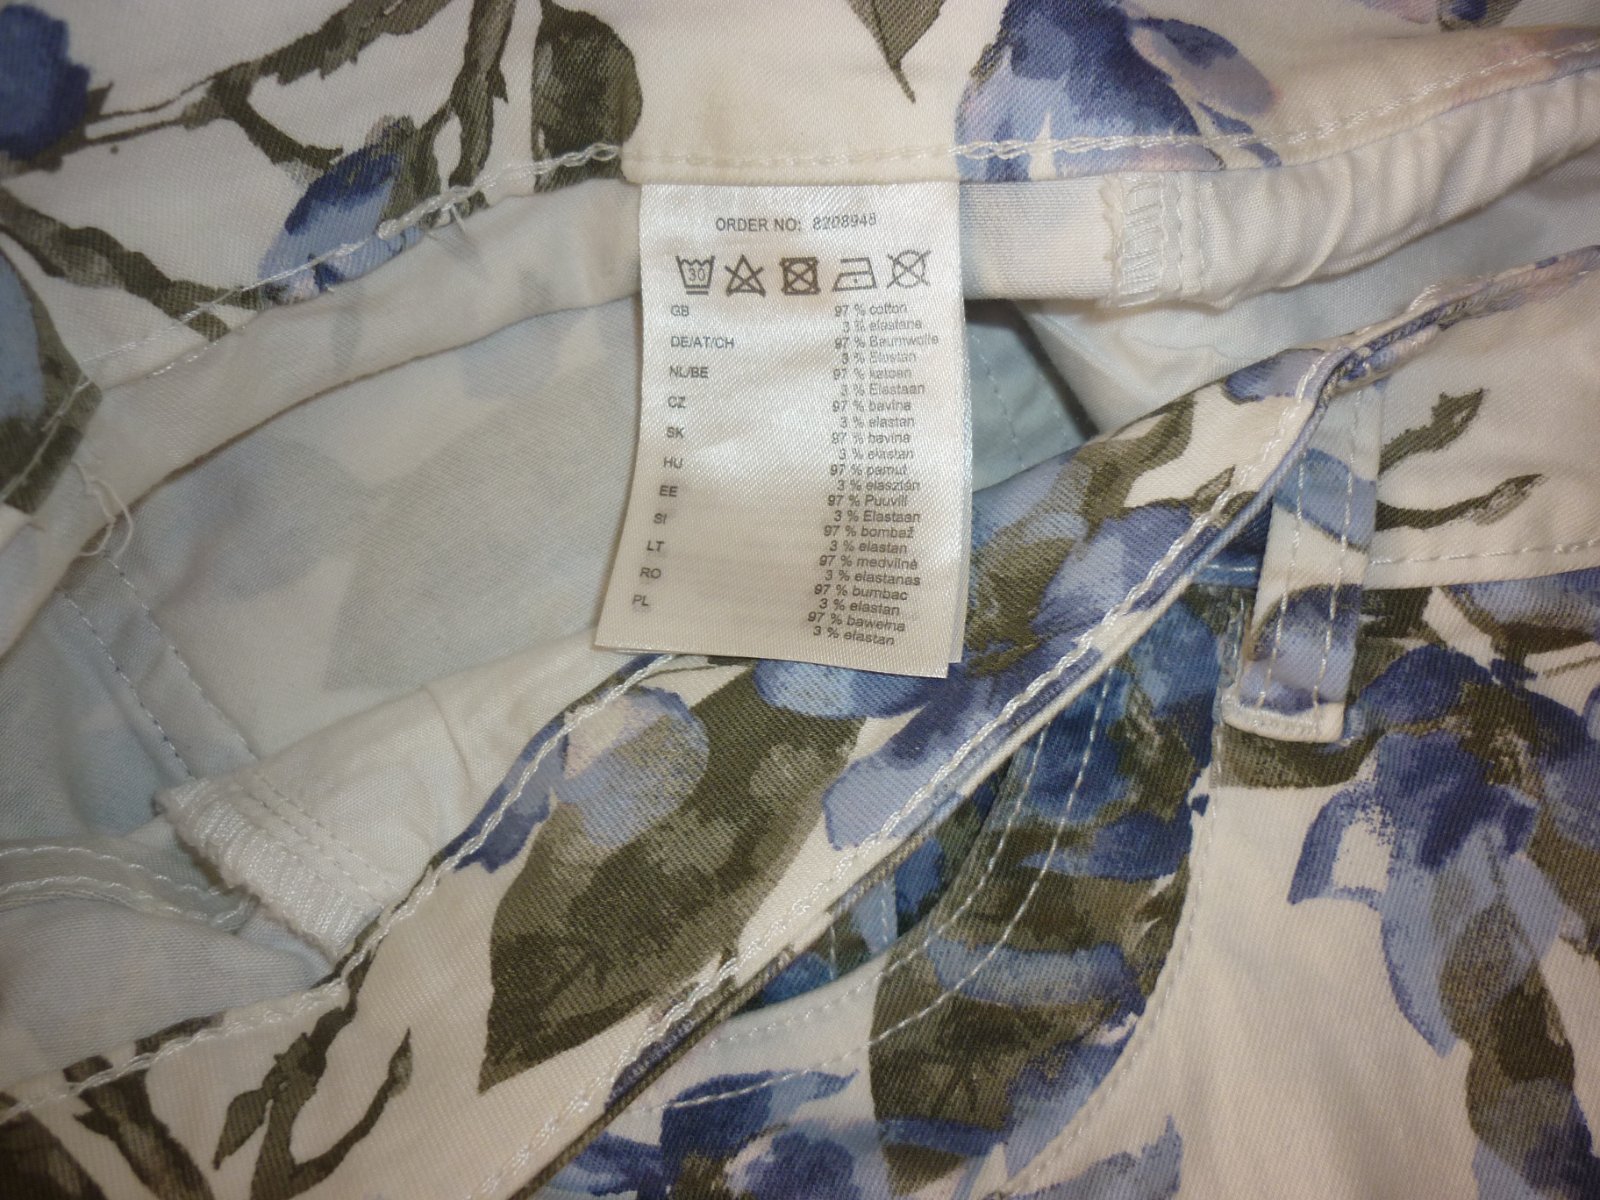 ORDER NO: 8208948
30
GB 97 % cotton
3 % elastane
DE/AT/CH 97 % Baumwolle
3 % Elastan
NL/BE 97 % katoen
3 % Elastaan
CZ 97 % bavlna
3 % elastan
SK 97 % bavlna
3 % elastan
HU 97 % pamut
3 % elasztán
EE 97 % Puuvill
3 % Elastaan
SI 97 % bombaž
3 % elastan
LT 97 % medvilnė
3 % elastanas
RO 97 % bumbac
3 % elastan
PL 97 % bawełna
3 % elastan